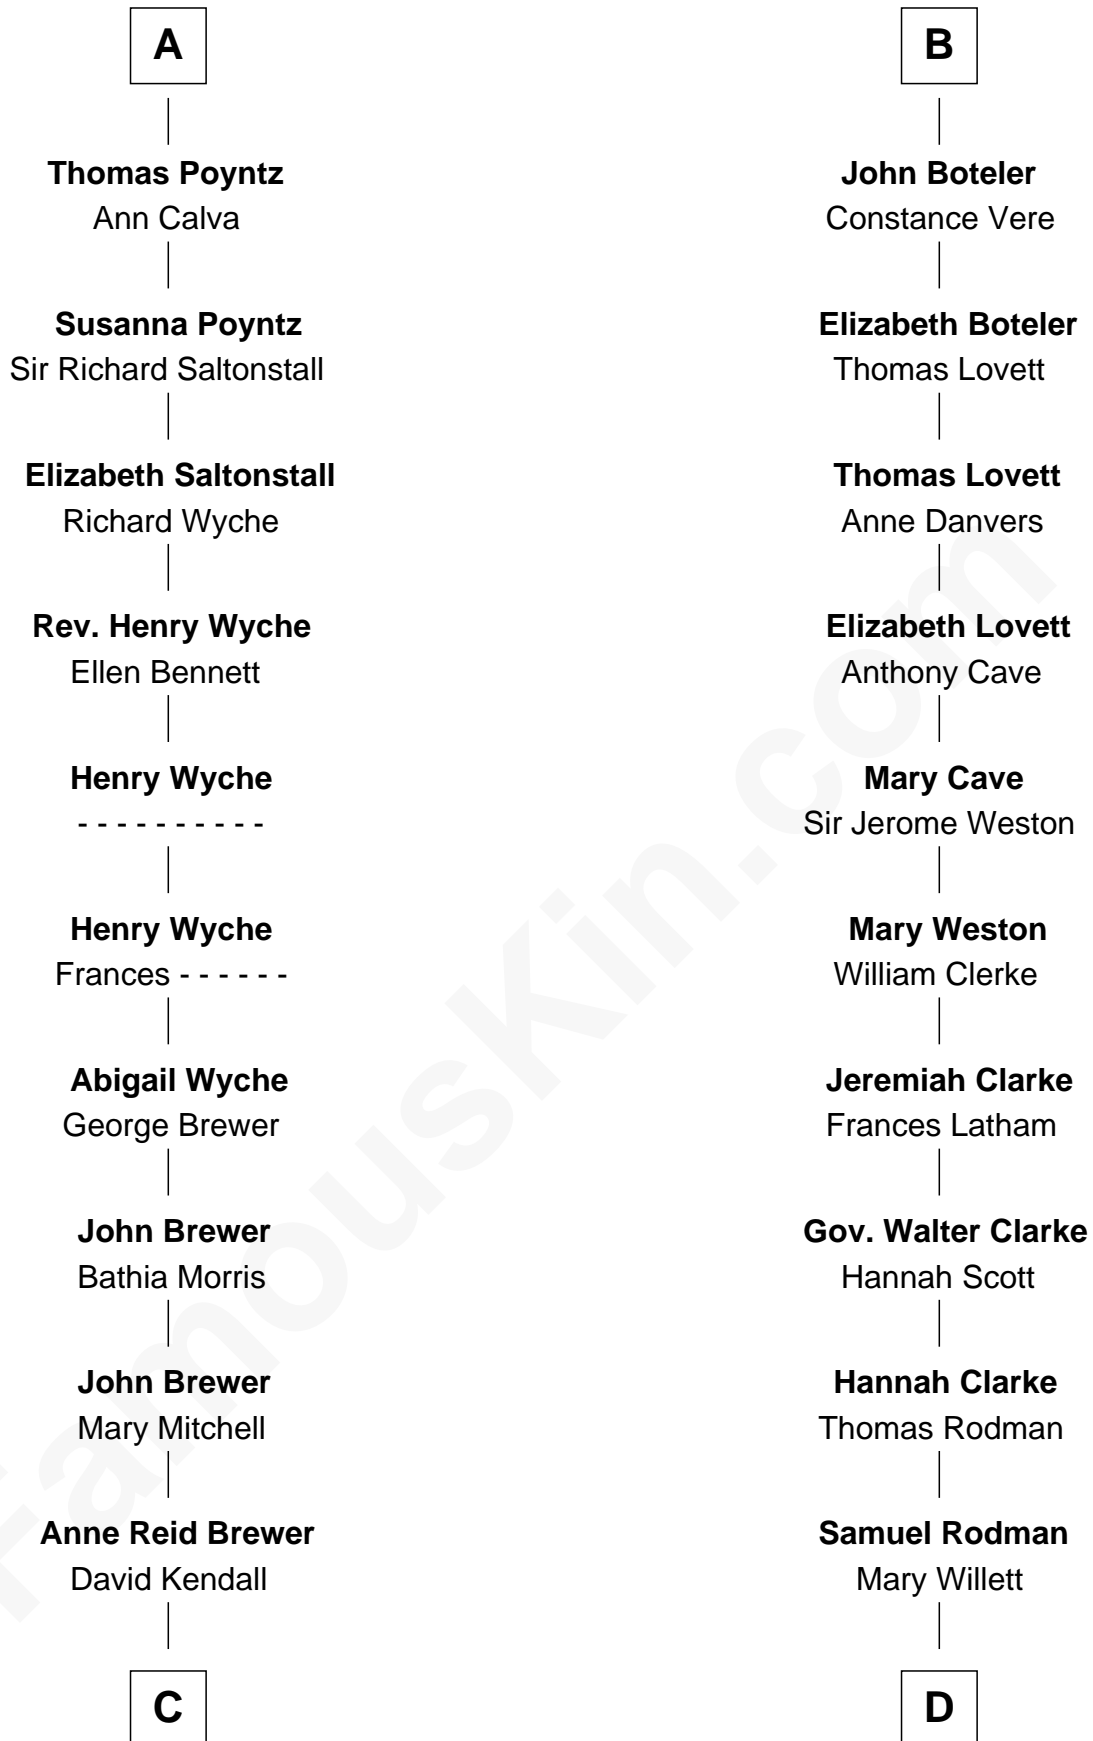 A
Thomas Poyntz
Ann Calva
Susanna Poyntz
Sir Richard Saltonstall
Elizabeth Saltonstall
Richard Wyche
Rev. Henry Wyche
Ellen Bennett
Henry Wyche
- - - - - - - - - -
Henry Wyche
Frances - - - - - -
Abigail Wyche
George Brewer
John Brewer
Bathia Morris
John Brewer
Mary Mitchell
Anne Reid Brewer
David Kendall
C
B
John Boteler
Constance Vere
Elizabeth Boteler
Thomas Lovett
Thomas Lovett
Anne Danvers
Elizabeth Lovett
Anthony Cave
Mary Cave
Sir Jerome Weston
Mary Weston
William Clerke
Jeremiah Clarke
Frances Latham
Gov. Walter Clarke
Hannah Scott
Hannah Clarke
Thomas Rodman
Samuel Rodman
Mary Willett
D
FamousKin.com